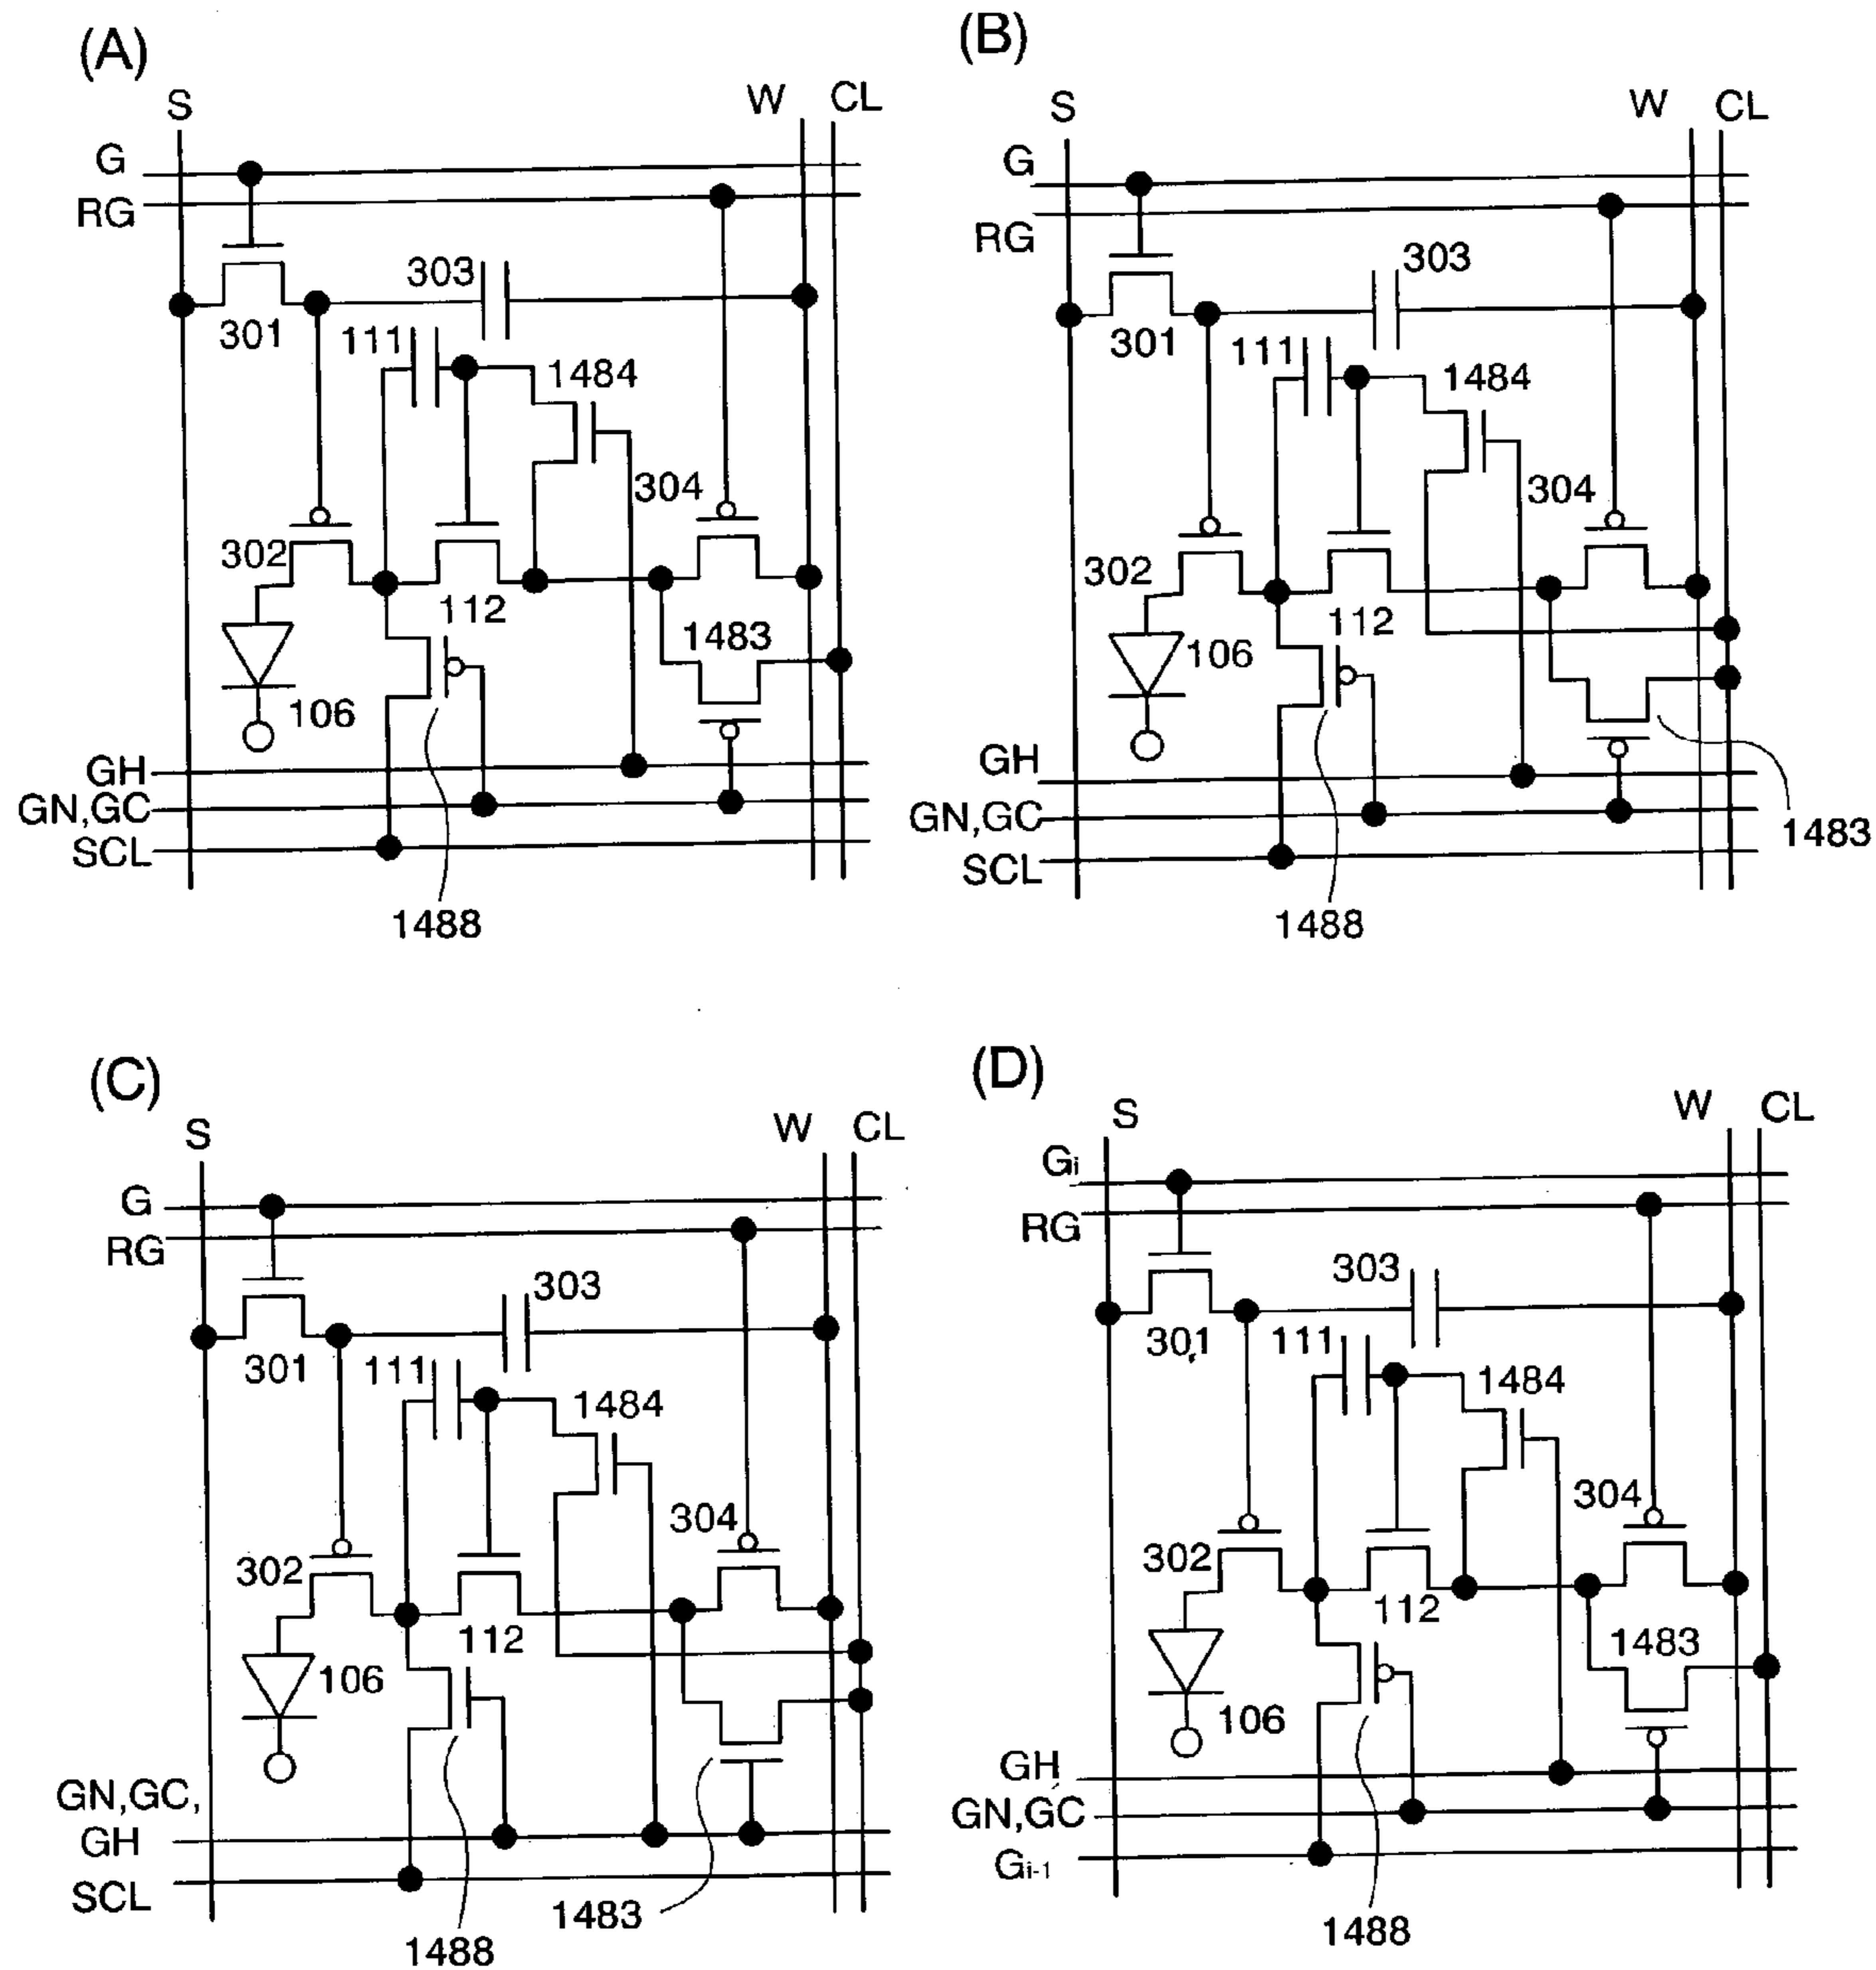 (A)
S
W
CL
G
RG
303
301
111
1484
304
302
112
1483
106
GH
GN,GC
SCL
1488
(B)
S
W
CL
G
RG
303
301
111
1484
304
302
112
106
GH
GN,GC
SCL
1483
1488
(C)
S
W
CL
G
RG
303
301
111
1484
304
302
112
106
GN,GC,
GH
SCL
1483
1488
(D)
S
W
CL
Gi
RG
303
301
111
1484
304
302
112
1483
106
GH
GN,GC
Gi-1
1488